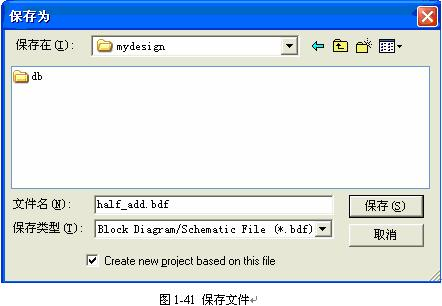 保存为
保存在(I): mydesign
db
文件名(N): half_add.bdf 保存(S)
保存类型(T): Block Diagram/Schematic File (*.bdf) 取消
Create new project based on this file
图1-41 保存文件